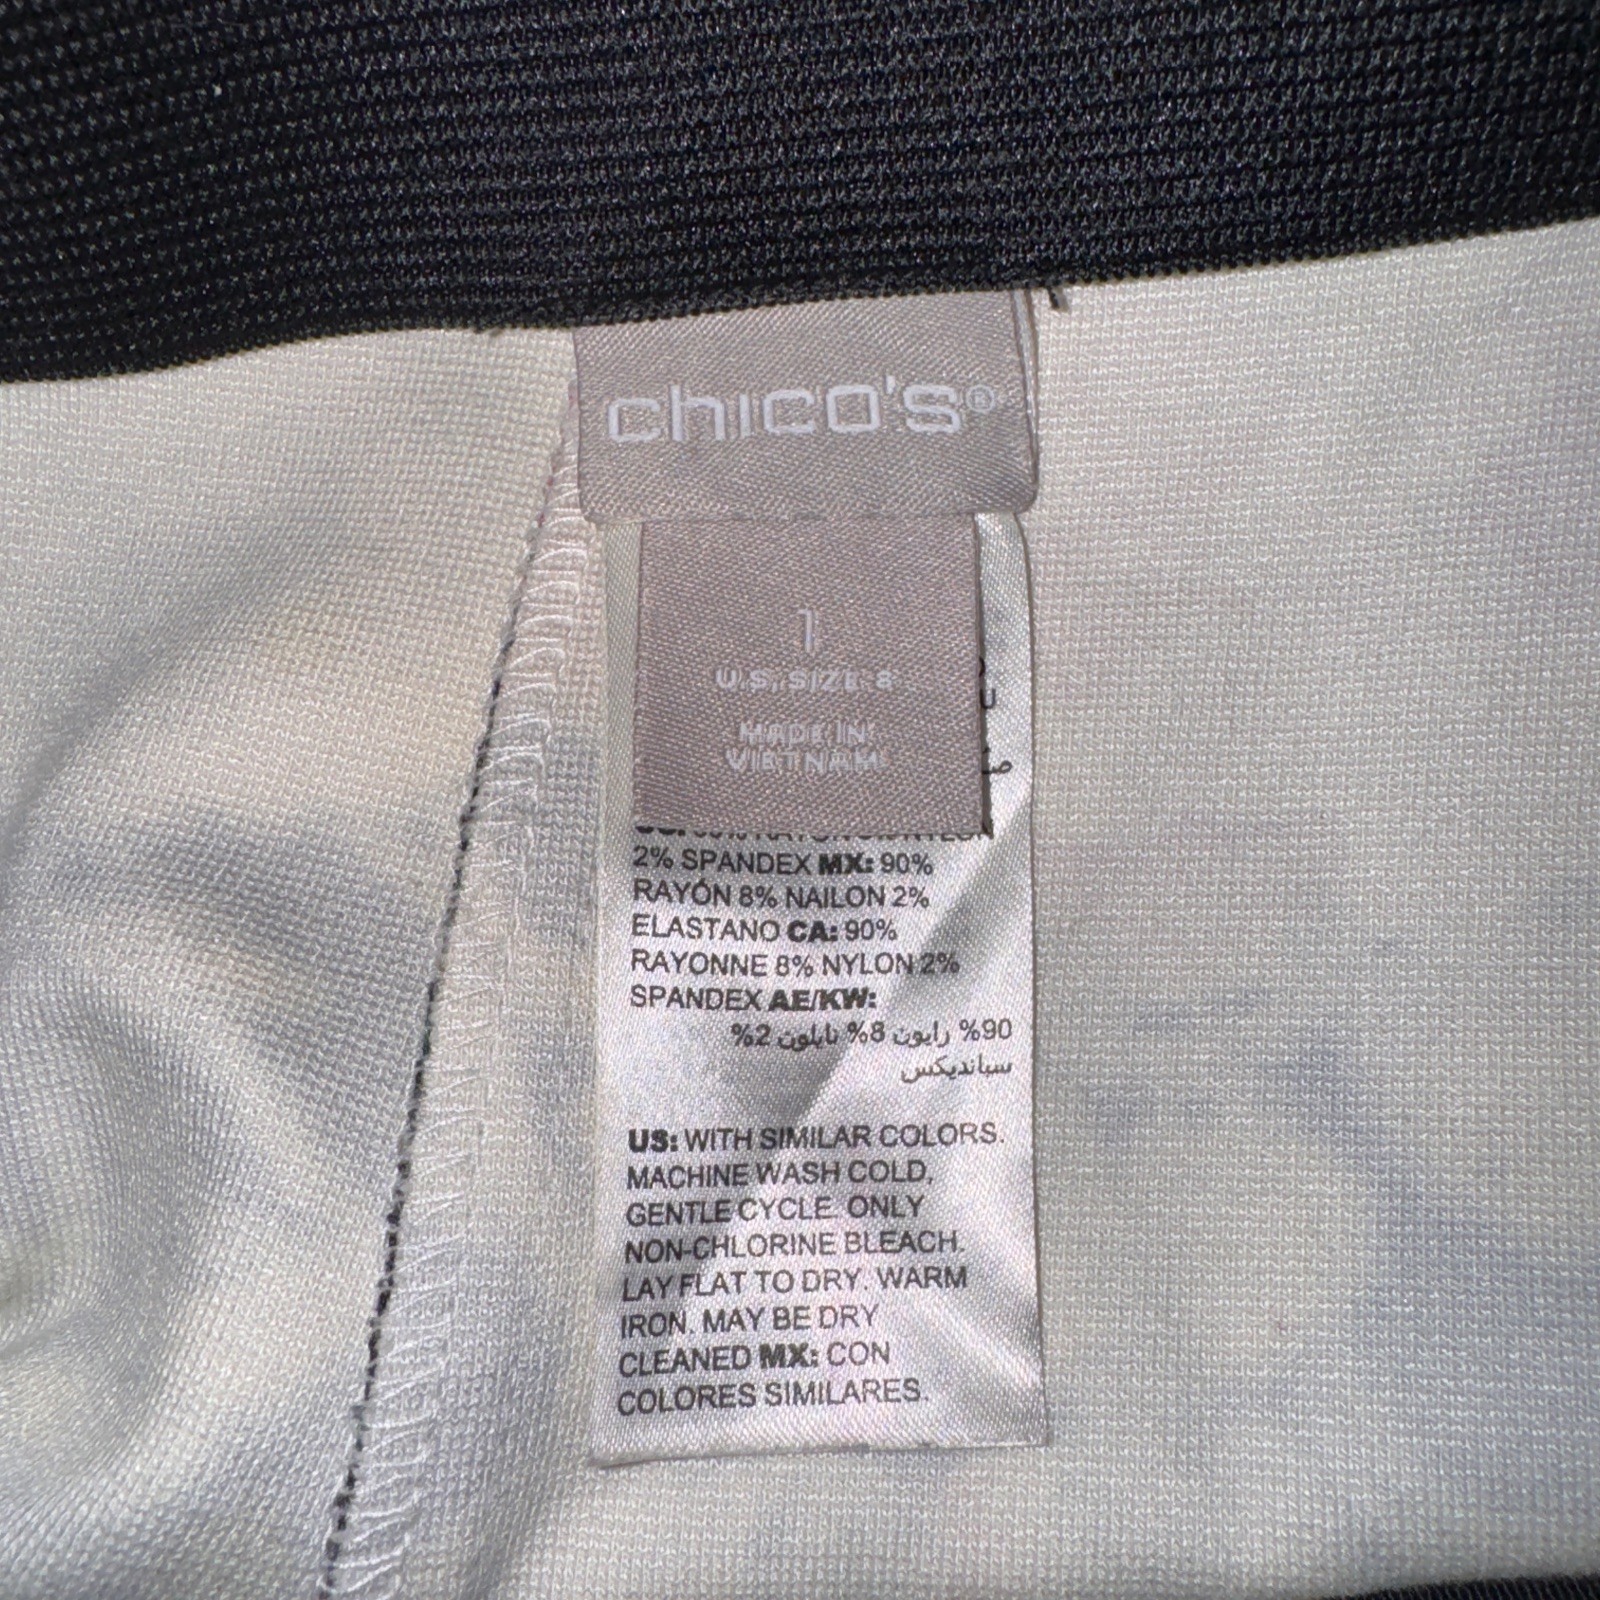 chico's®
1
U.S. SIZE 8
MADE IN:
VIETNAM
2% SPANDEX MX: 90%
RAYÓN 8% NAILON 2%
ELASTANO CA: 90%
RAYONNE 8% NYLON 2%
SPANDEX AE/KW:
90% رايون 8% نايلون 2%
سبانديكس
US: WITH SIMILAR COLORS.
MACHINE WASH COLD,
GENTLE CYCLE. ONLY
NON-CHLORINE BLEACH.
LAY FLAT TO DRY. WARM
IRON. MAY BE DRY
CLEANED MX: CON
COLORES SIMILARES.